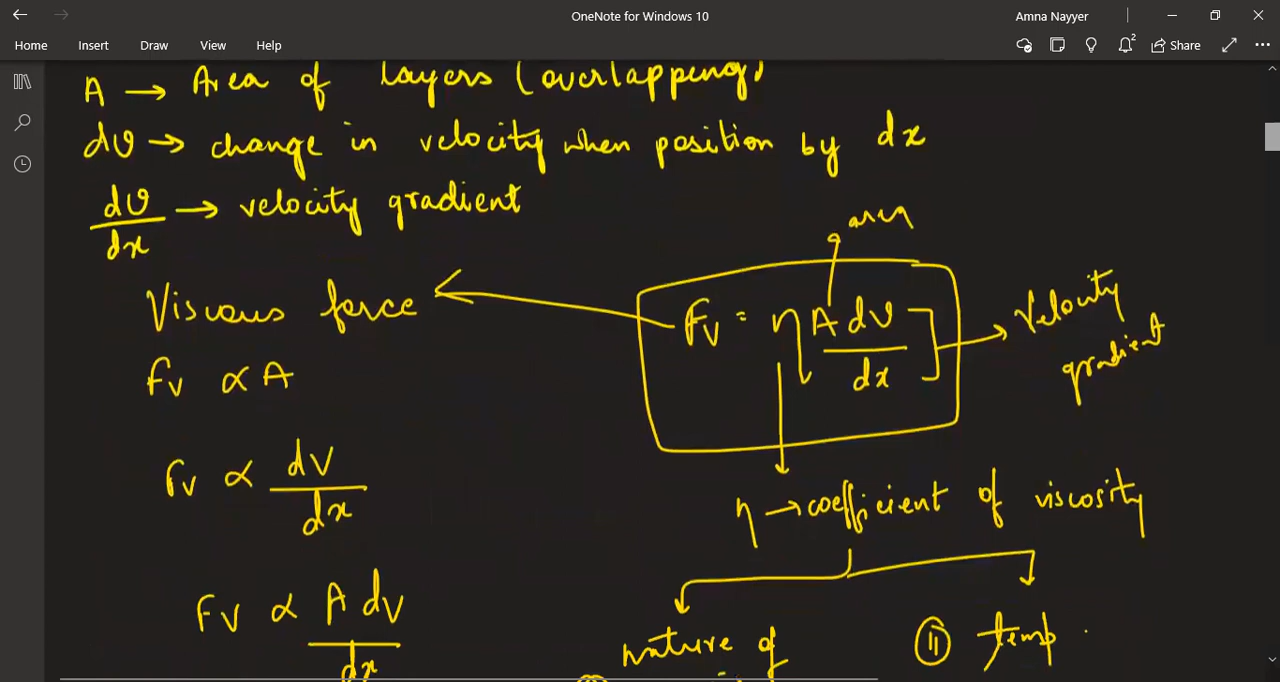 OneNote for Windows 10
Amna Nayyer
Home Insert Draw View Help
2 Share
A → Area of layers (overlapping)
dv → change in velocity when position by dx
dv/dx → velocity gradient
area
Viscous force
Fv = η A dv/dx
velocity gradient
Fv ∝ A
Fv ∝ dv/dx
η → coefficient of viscosity
Fv ∝ A dv/dx
nature of
(II) temp.